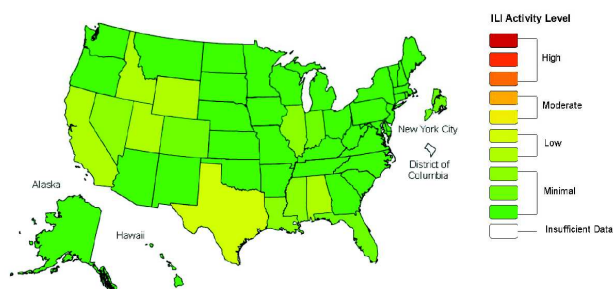 ILI Activity Level
High
Moderate
New York City
Low
District of
Columbia
Alaska
Minimal
Hawaii
Insufficient Data